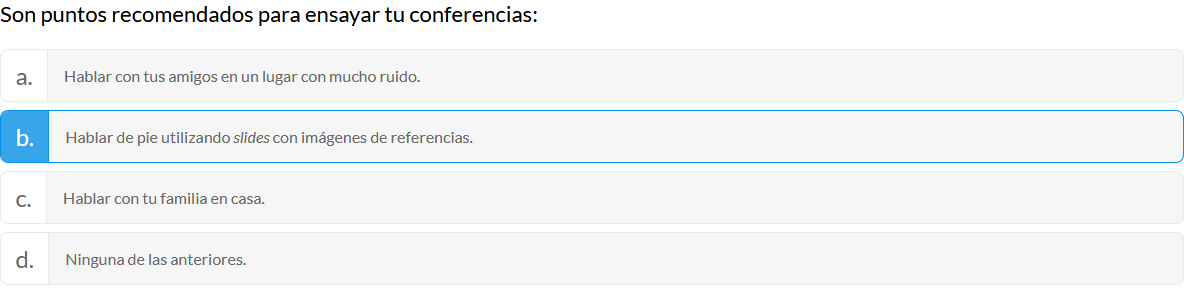 Son puntos recomendados para ensayar tu conferencias:
a. Hablar con tus amigos en un lugar con mucho ruido.
b. Hablar de pie utilizando slides con imágenes de referencias.
c. Hablar con tu familia en casa.
d. Ninguna de las anteriores.